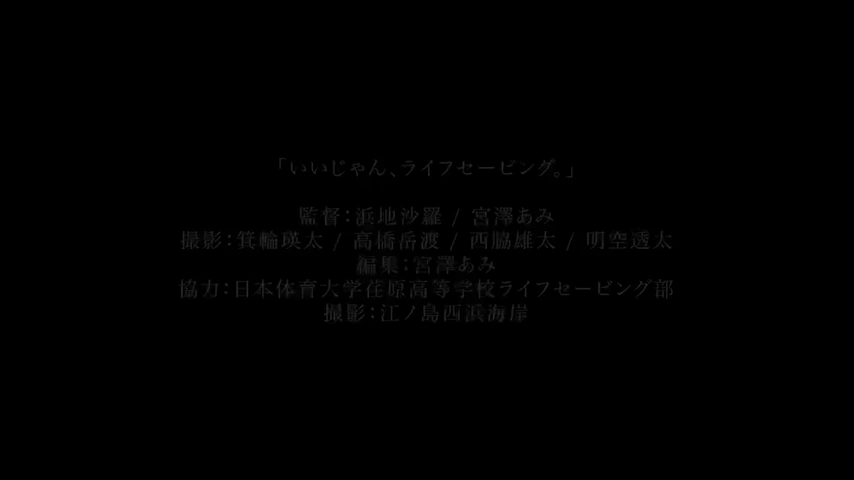 「いいじゃん、ライフセービング。」
監督：浜地沙羅 / 宮澤あみ
撮影：箕輪瑛太 / 高橋岳渡 / 西脇雄太 / 明空透太
編集：宮澤あみ
協力：日本体育大学荏原高等学校ライフセービング部
撮影：江ノ島西浜海岸